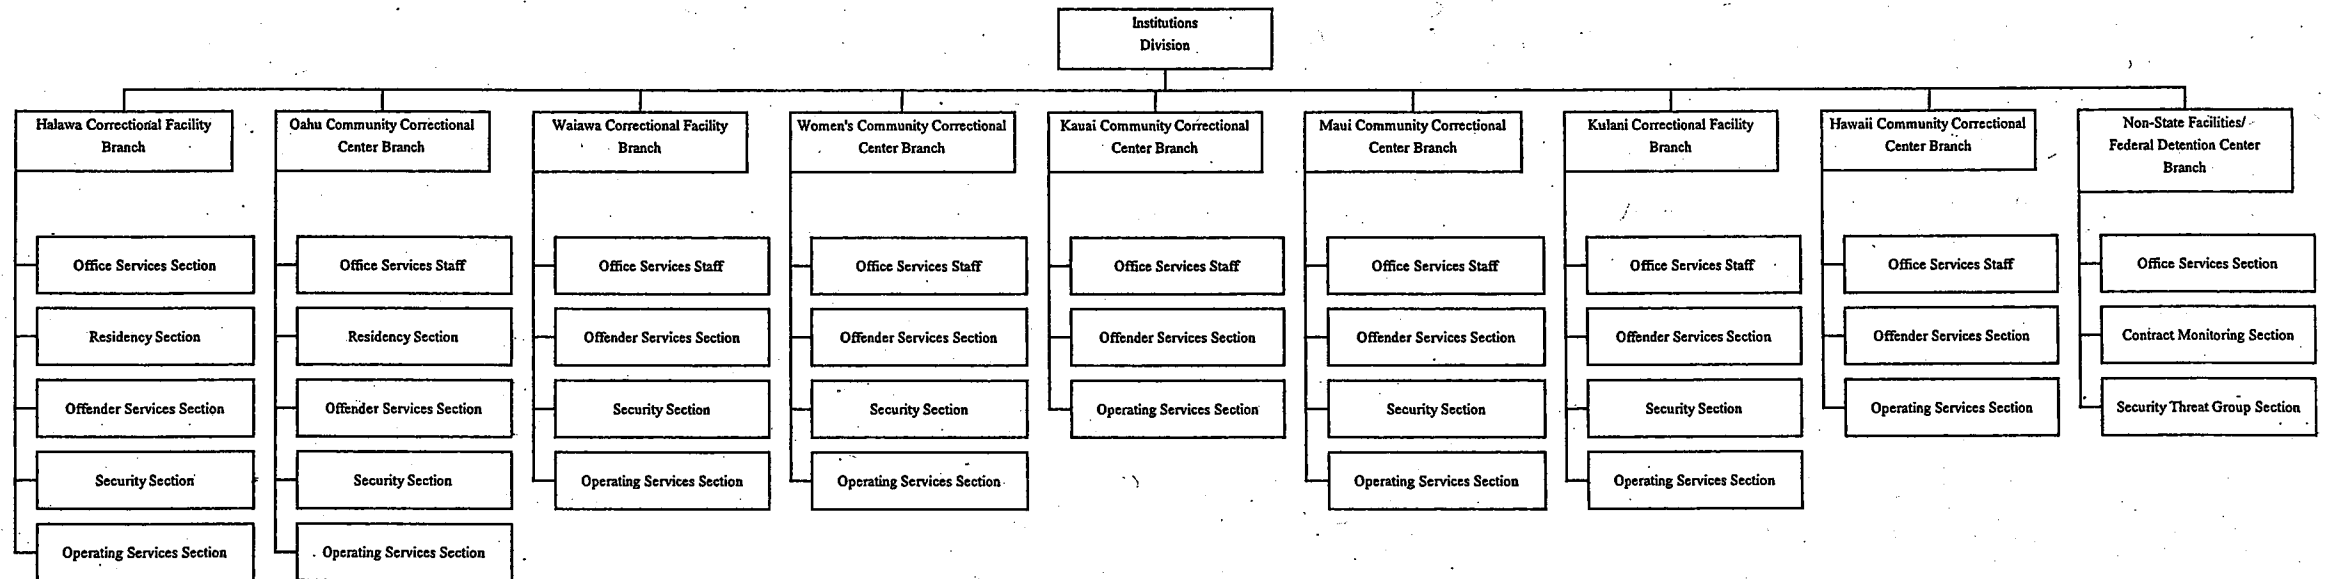 Institutions
Division
Halawa Correctional Facility
Branch
Oahu Community Correctional
Center Branch
Waiawa Correctional Facility
Branch
Women's Community Correctional
Center Branch
Kauai Community Correctional
Center Branch
Maui Community Correctional
Center Branch
Kulani Correctional Facility
Branch
Hawaii Community Correctional
Center Branch
Non-State Facilities/
Federal Detention Center
Branch
Office Services Section
Residency Section
Offender Services Section
Security Section
Operating Services Section
Office Services Staff
Residency Section
Offender Services Section
Security Section
Operating Services Section
Office Services Staff
Offender Services Section
Security Section
Operating Services Section
Office Services Staff
Offender Services Section
Security Section
Operating Services Section
Office Services Staff
Offender Services Section
Operating Services Section
Office Services Staff
Offender Services Section
Security Section
Operating Services Section
Office Services Staff
Offender Services Section
Security Section
Operating Services Section
Office Services Staff
Offender Services Section
Operating Services Section
Office Services Section
Contract Monitoring Section
Security Threat Group Section